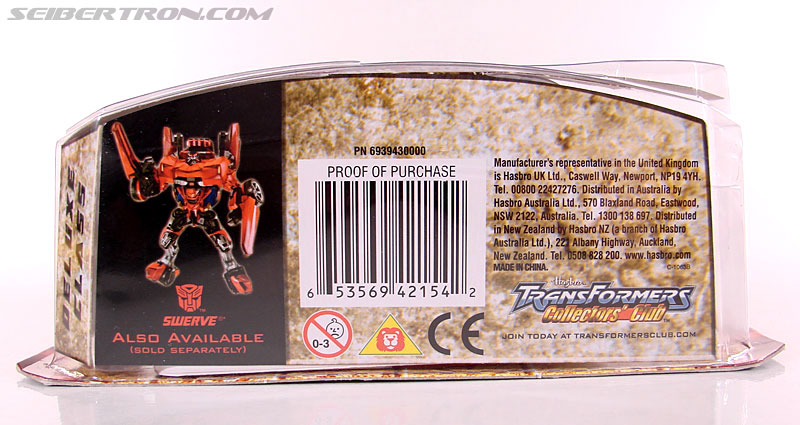 SEIBERTRON.COM
PN 6939430000
PROOF OF PURCHASE
6 53569 42154 2
0-3
CE
Manufacturer's representative in the United Kingdom
is Hasbro UK Ltd., Caswell Way, Newport, NP19 4YH.
Tel. 00800 22427276. Distributed in Australia by
Hasbro Australia Ltd., 570 Blaxland Road, Eastwood,
NSW 2122, Australia. Tel. 1300 138 697. Distributed
in New Zealand by Hasbro NZ (a branch of Hasbro
Australia Ltd.), 221 Albany Highway, Auckland,
New Zealand. Tel. 0508 828 200. www.hasbro.com
MADE IN CHINA.
Hasbro
TRANSFORMERS
Collectors' Club
JOIN TODAY AT TRANSFORMERSCLUB.COM
SWERVE
ALSO AVAILABLE
(SOLD SEPARATELY)